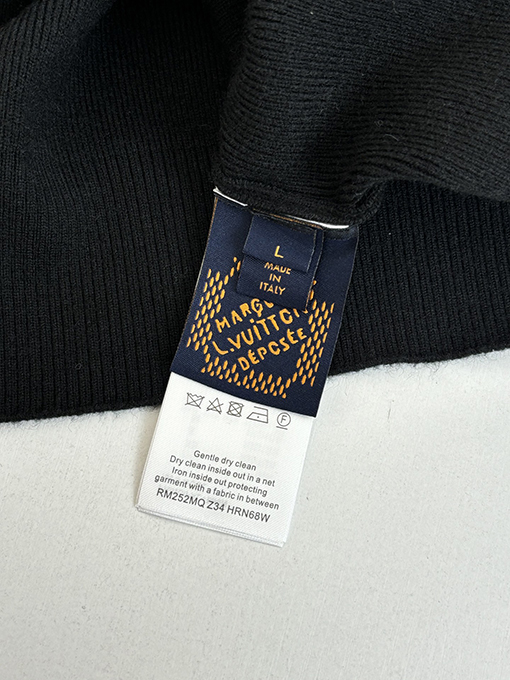 L
MADE
IN
ITALY
L.VUITTON
DÉPOSÉE
F
Gentle dry clean
Dry clean inside out in a net
Iron inside out protecting
garment with a fabric in between
RM252MQ Z34 HRN68W